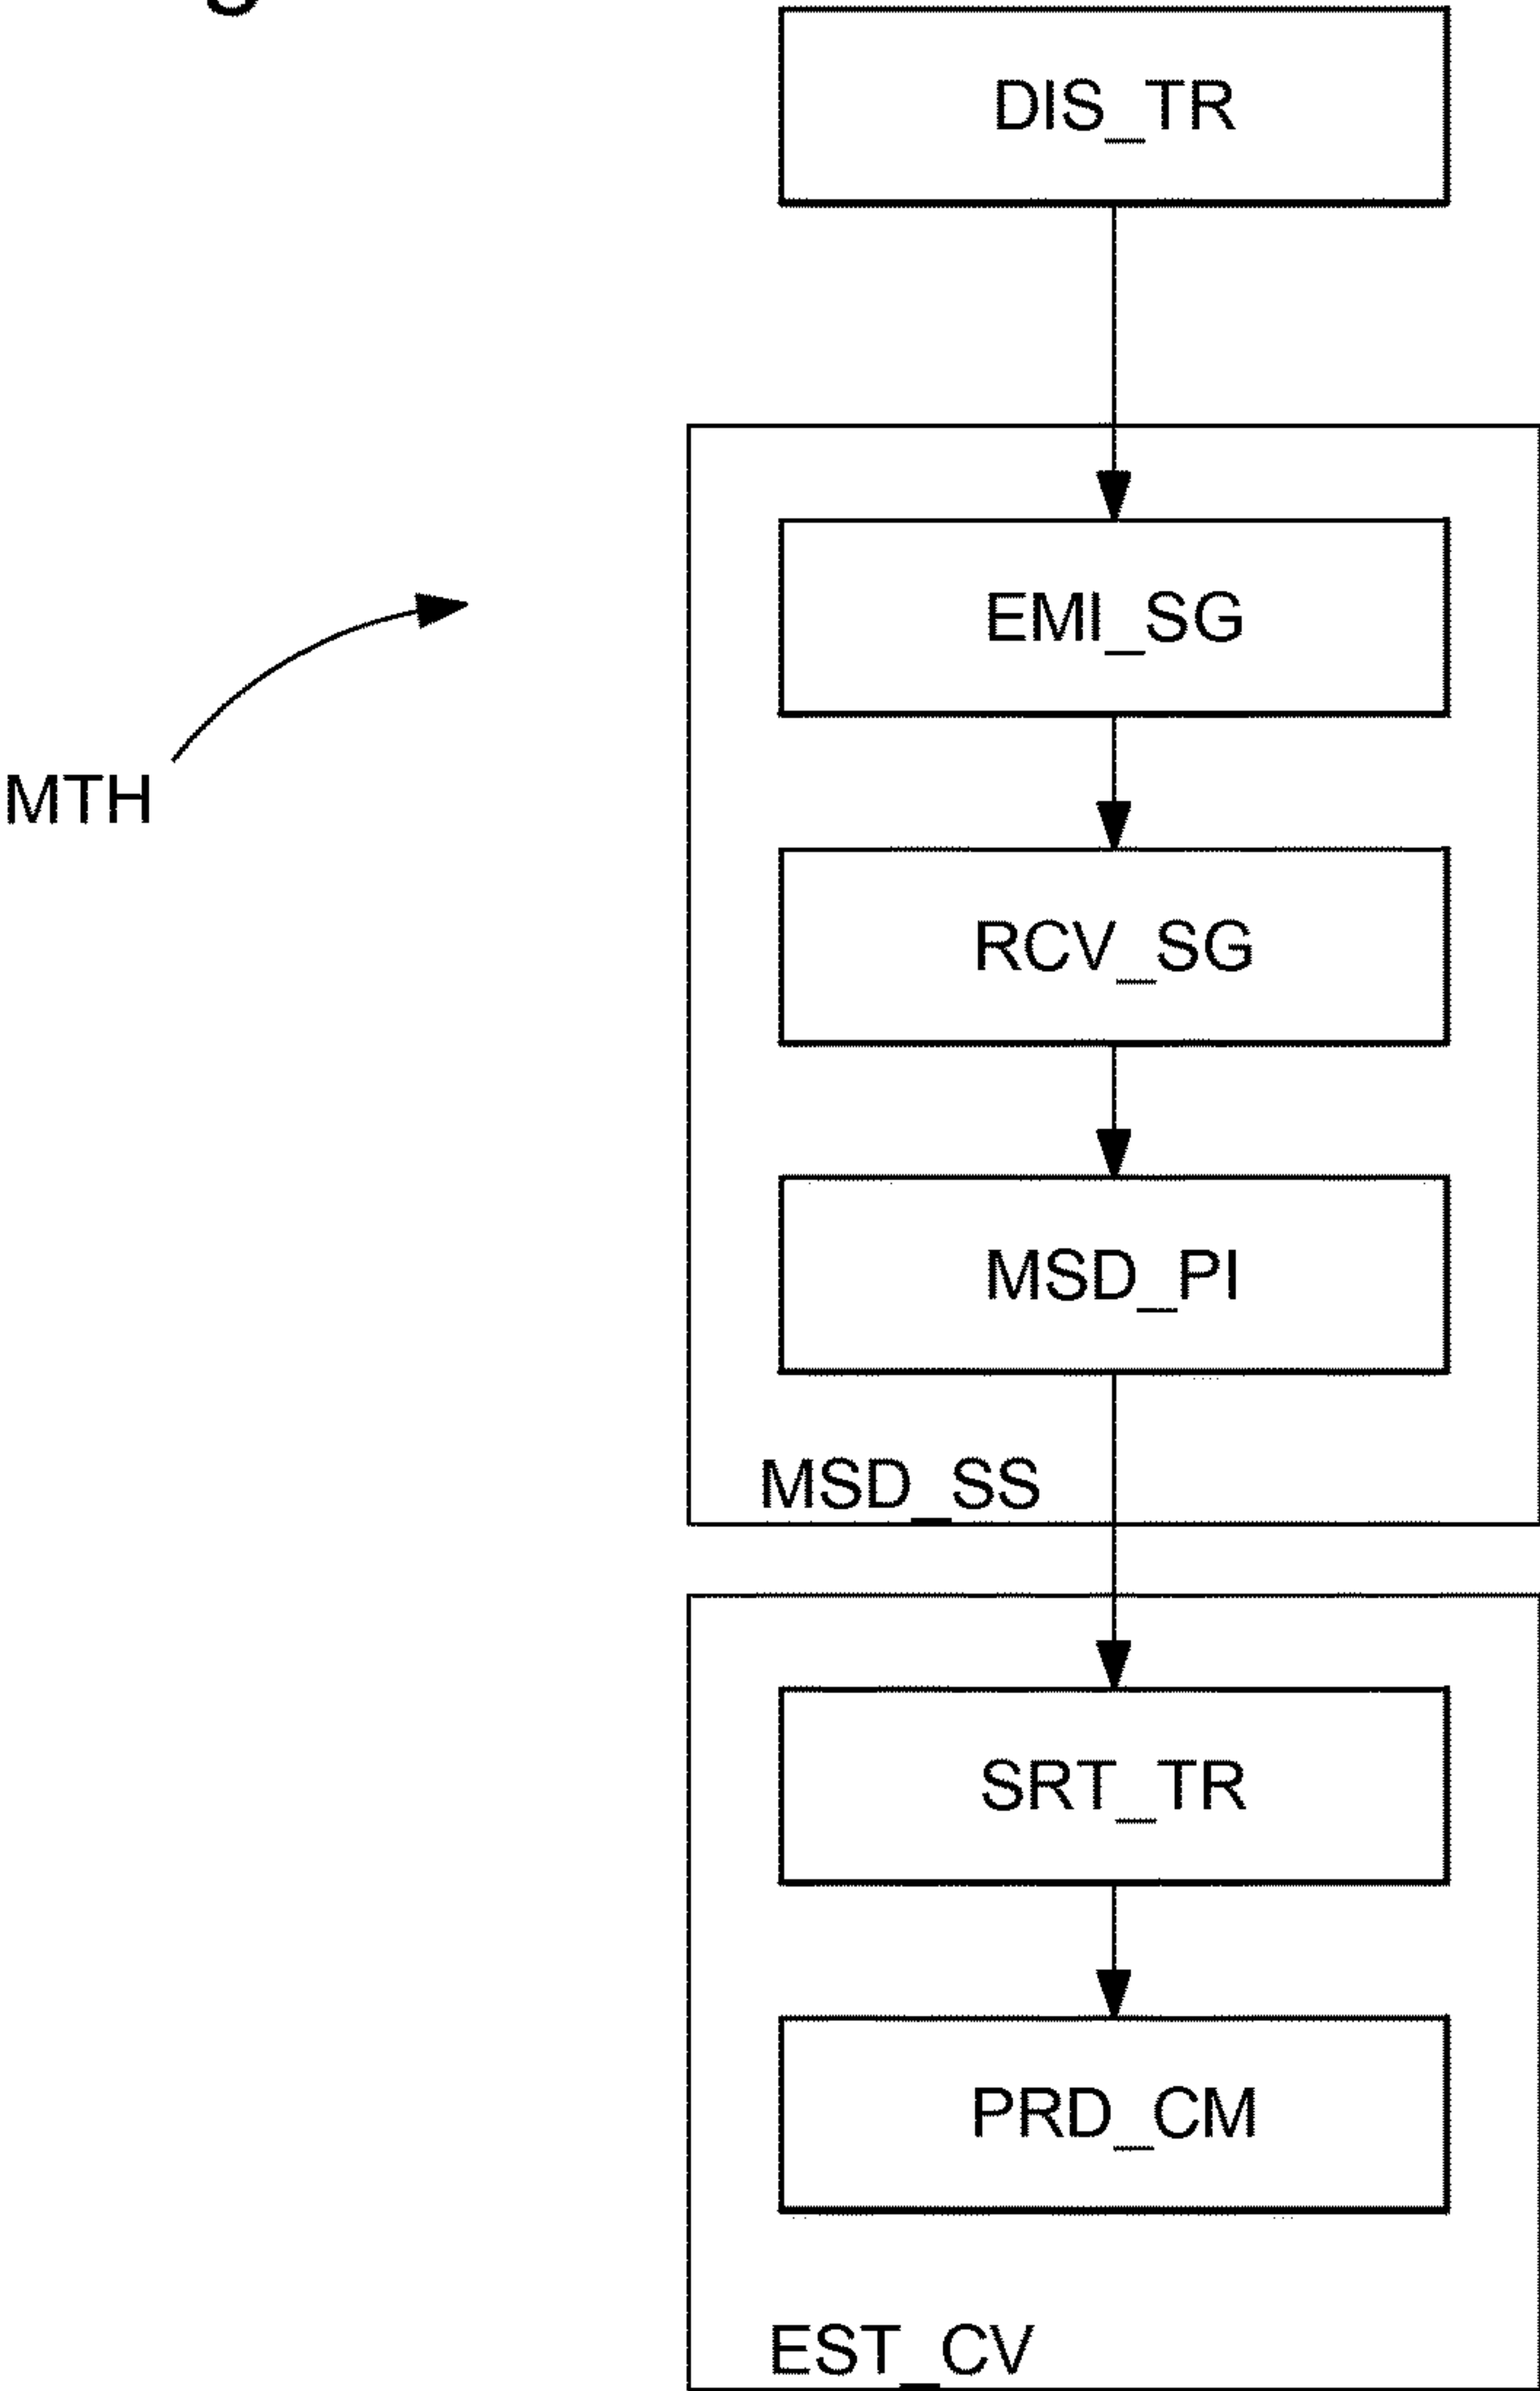 DIS_TR
EMI_SG
MTH
RCV_SG
MSD_PI
MSD_SS
SRT_TR
PRD_CM
EST_CV